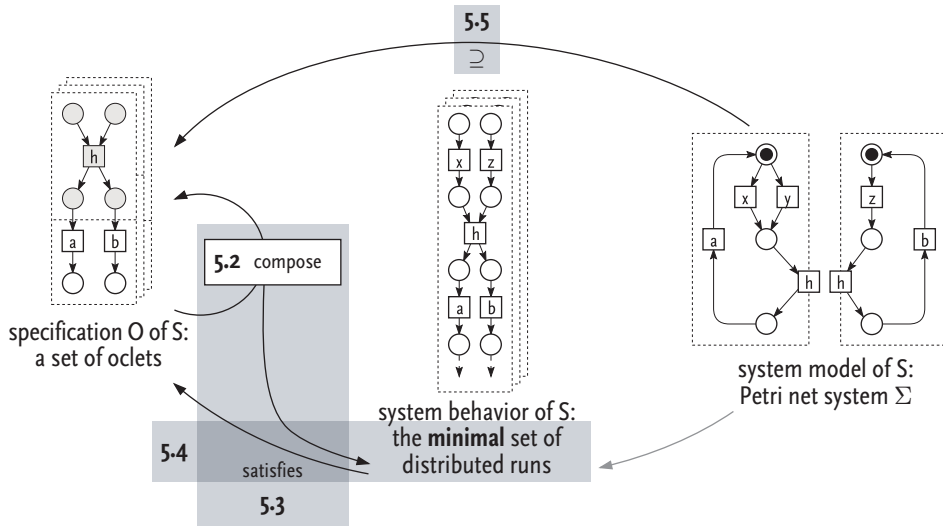 5.5
⊇
h
a b
x z
h
a b
x y
z
a
b
h h
5.2 compose
specification O of S:
a set of oclets
system behavior of S:
the minimal set of
distributed runs
system model of S:
Petri net system Σ
5.4
satisfies
5.3